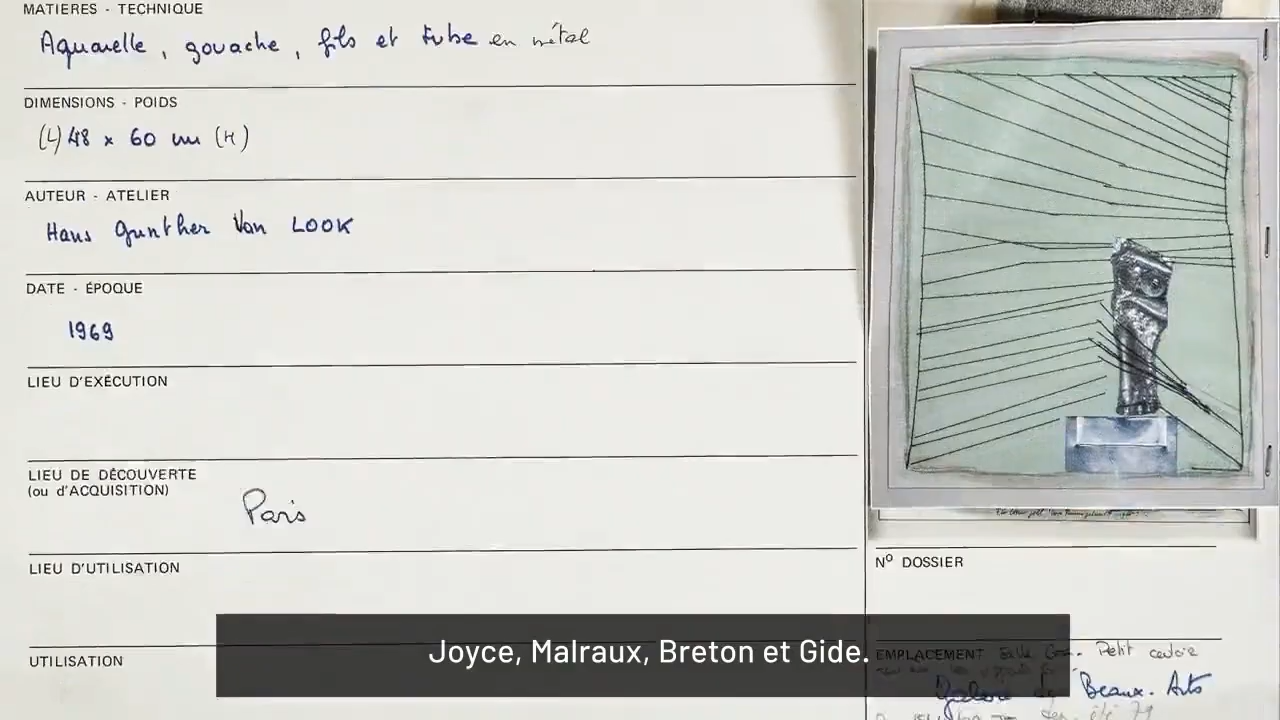 MATIERES - TECHNIQUE
Aquarelle, gouache, fils et tube en métal
DIMENSIONS - POIDS
(L) 48 x 60 cm (H)
AUTEUR - ATELIER
Hans Gunther Van LOOK
DATE - ÉPOQUE
1969
LIEU D'EXÉCUTION
LIEU DE DÉCOUVERTE
(ou d'ACQUISITION)
Paris
LIEU D'UTILISATION
UTILISATION
Nº DOSSIER
EMPLACEMENT Petit
Beaux-Arts
Joyce, Malraux, Breton et Gide.